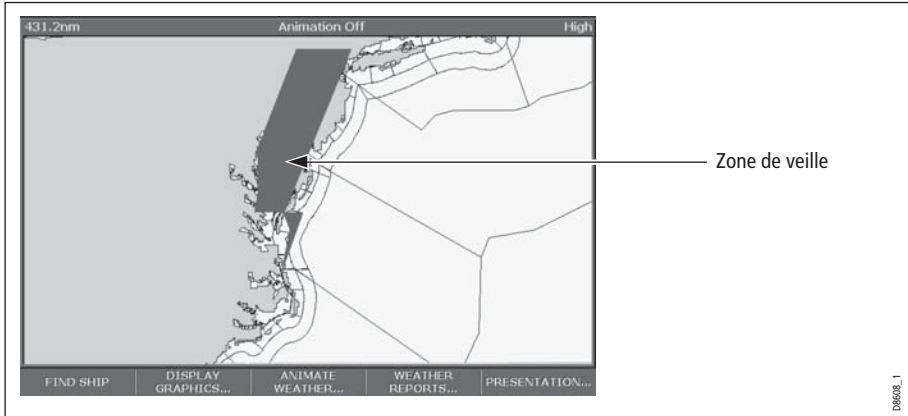 431.2nm Animation Off High
Zone de veille
FIND SHIP DISPLAY GRAPHICS... ANIMATE WEATHER... WEATHER REPORTS... PRESENTATION...
D8608_1